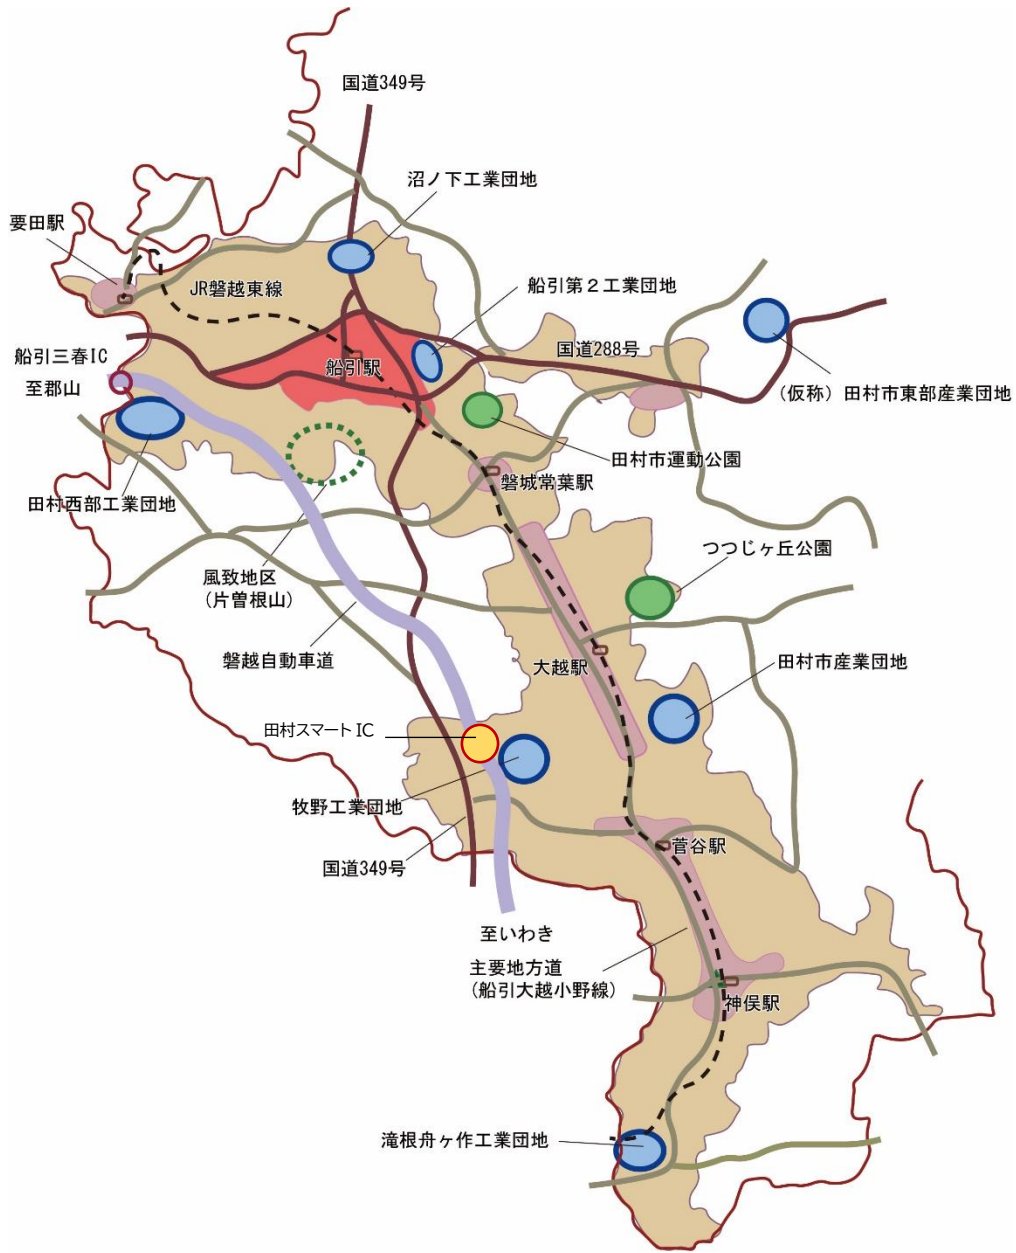 国道349号
沼ノ下工業団地
要田駅
JR磐越東線
船引第２工業団地
船引三春IC
国道288号
船引駅
至郡山
(仮称) 田村市東部産業団地
田村市運動公園
磐城常葉駅
田村西部工業団地
つつじヶ丘公園
風致地区
(片曽根山)
磐越自動車道
大越駅
田村市産業団地
田村スマート IC
牧野工業団地
菅谷駅
国道349号
至いわき
主要地方道
(船引大越小野線)
神俣駅
滝根舟ヶ作工業団地